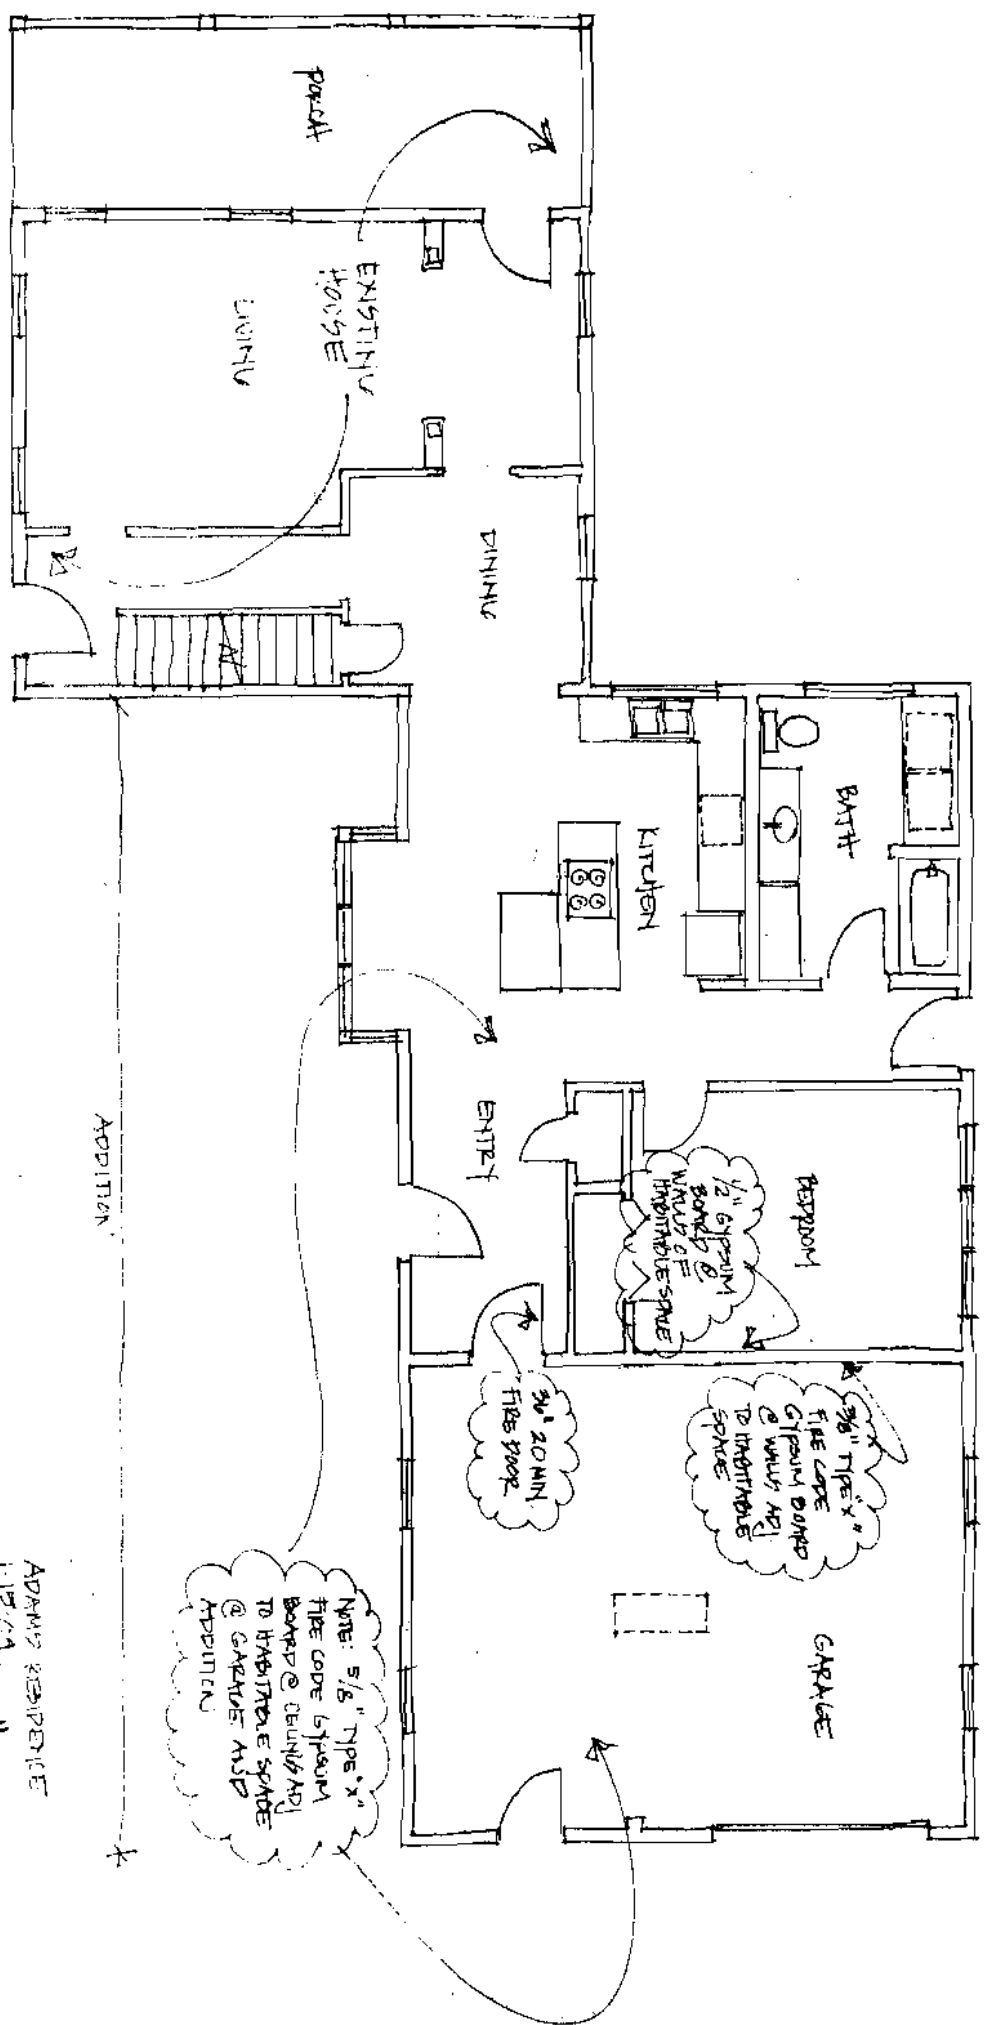 PORCH
EXISTING
HOUSE
LIVING
DINING
KITCHEN
BATH
ENTRY
BEDROOM
1/2" GYPSUM
BOARD @
WALLS OF
HABITABLE SPACE
5/8" TYPE "X"
FIRE CODE
GYPSUM BOARD
@ WALLS ADJ
TO HABITABLE
SPACE
36" 20 MIN
FIRE DOOR
GARAGE
NOTE: 5/8" TYPE "X"
FIRE CODE GYPSUM
BOARD @ CEILING ADJ
TO HABITABLE SPACE
@ GARAGE AND
ADDITION
ADDITION
ADAMS RESIDENCE